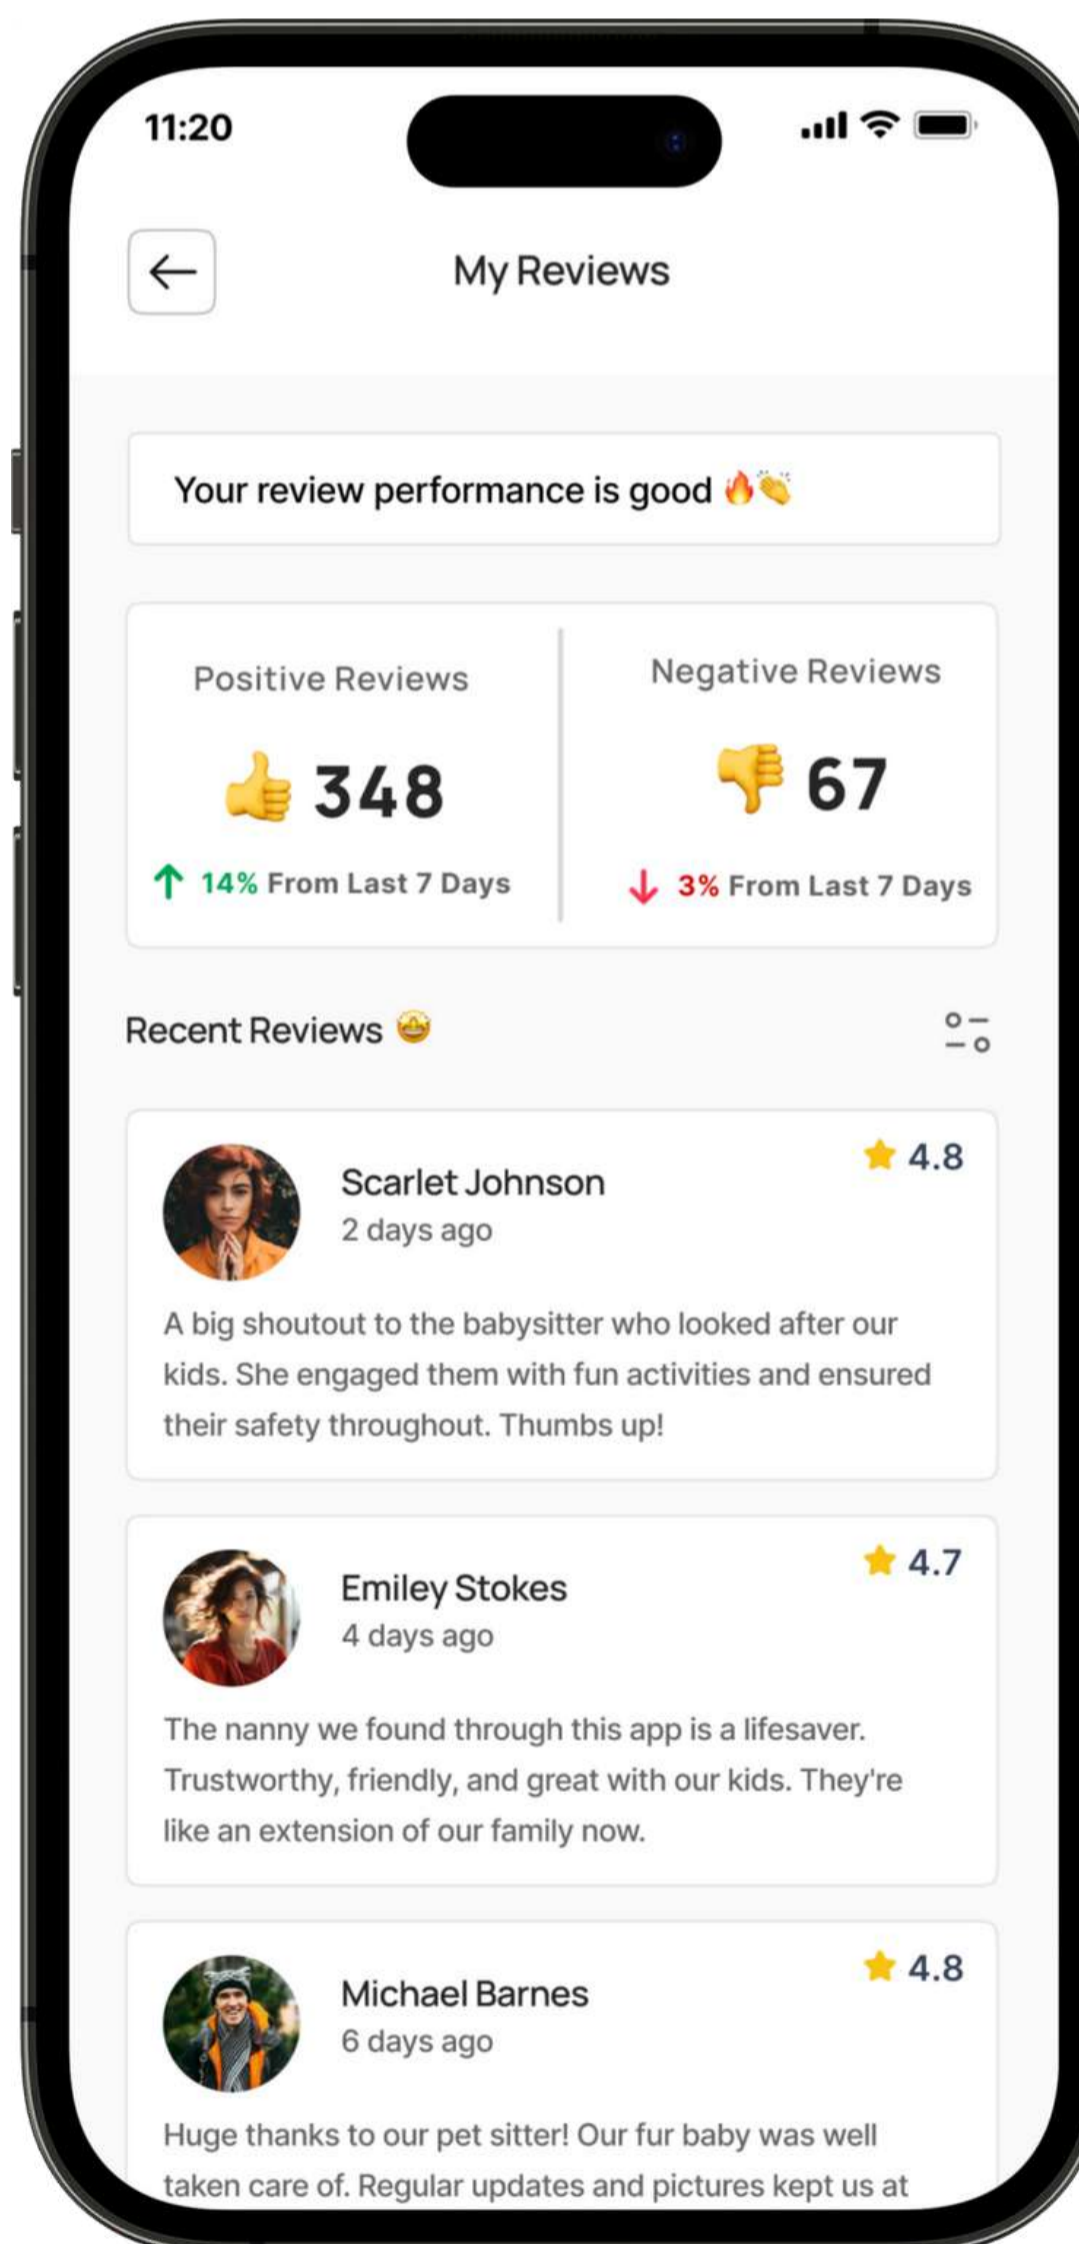 11:20
My Reviews
Your review performance is good 🔥👏
Positive Reviews
👍 348
↑ 14% From Last 7 Days
Negative Reviews
👎 67
↓ 3% From Last 7 Days
Recent Reviews 🤩
Scarlet Johnson
4.8
2 days ago
A big shoutout to the babysitter who looked after our
kids. She engaged them with fun activities and ensured
their safety throughout. Thumbs up!
Emiley Stokes
4.7
4 days ago
The nanny we found through this app is a lifesaver.
Trustworthy, friendly, and great with our kids. They're
like an extension of our family now.
Michael Barnes
4.8
6 days ago
Huge thanks to our pet sitter! Our fur baby was well
taken care of. Regular updates and pictures kept us at